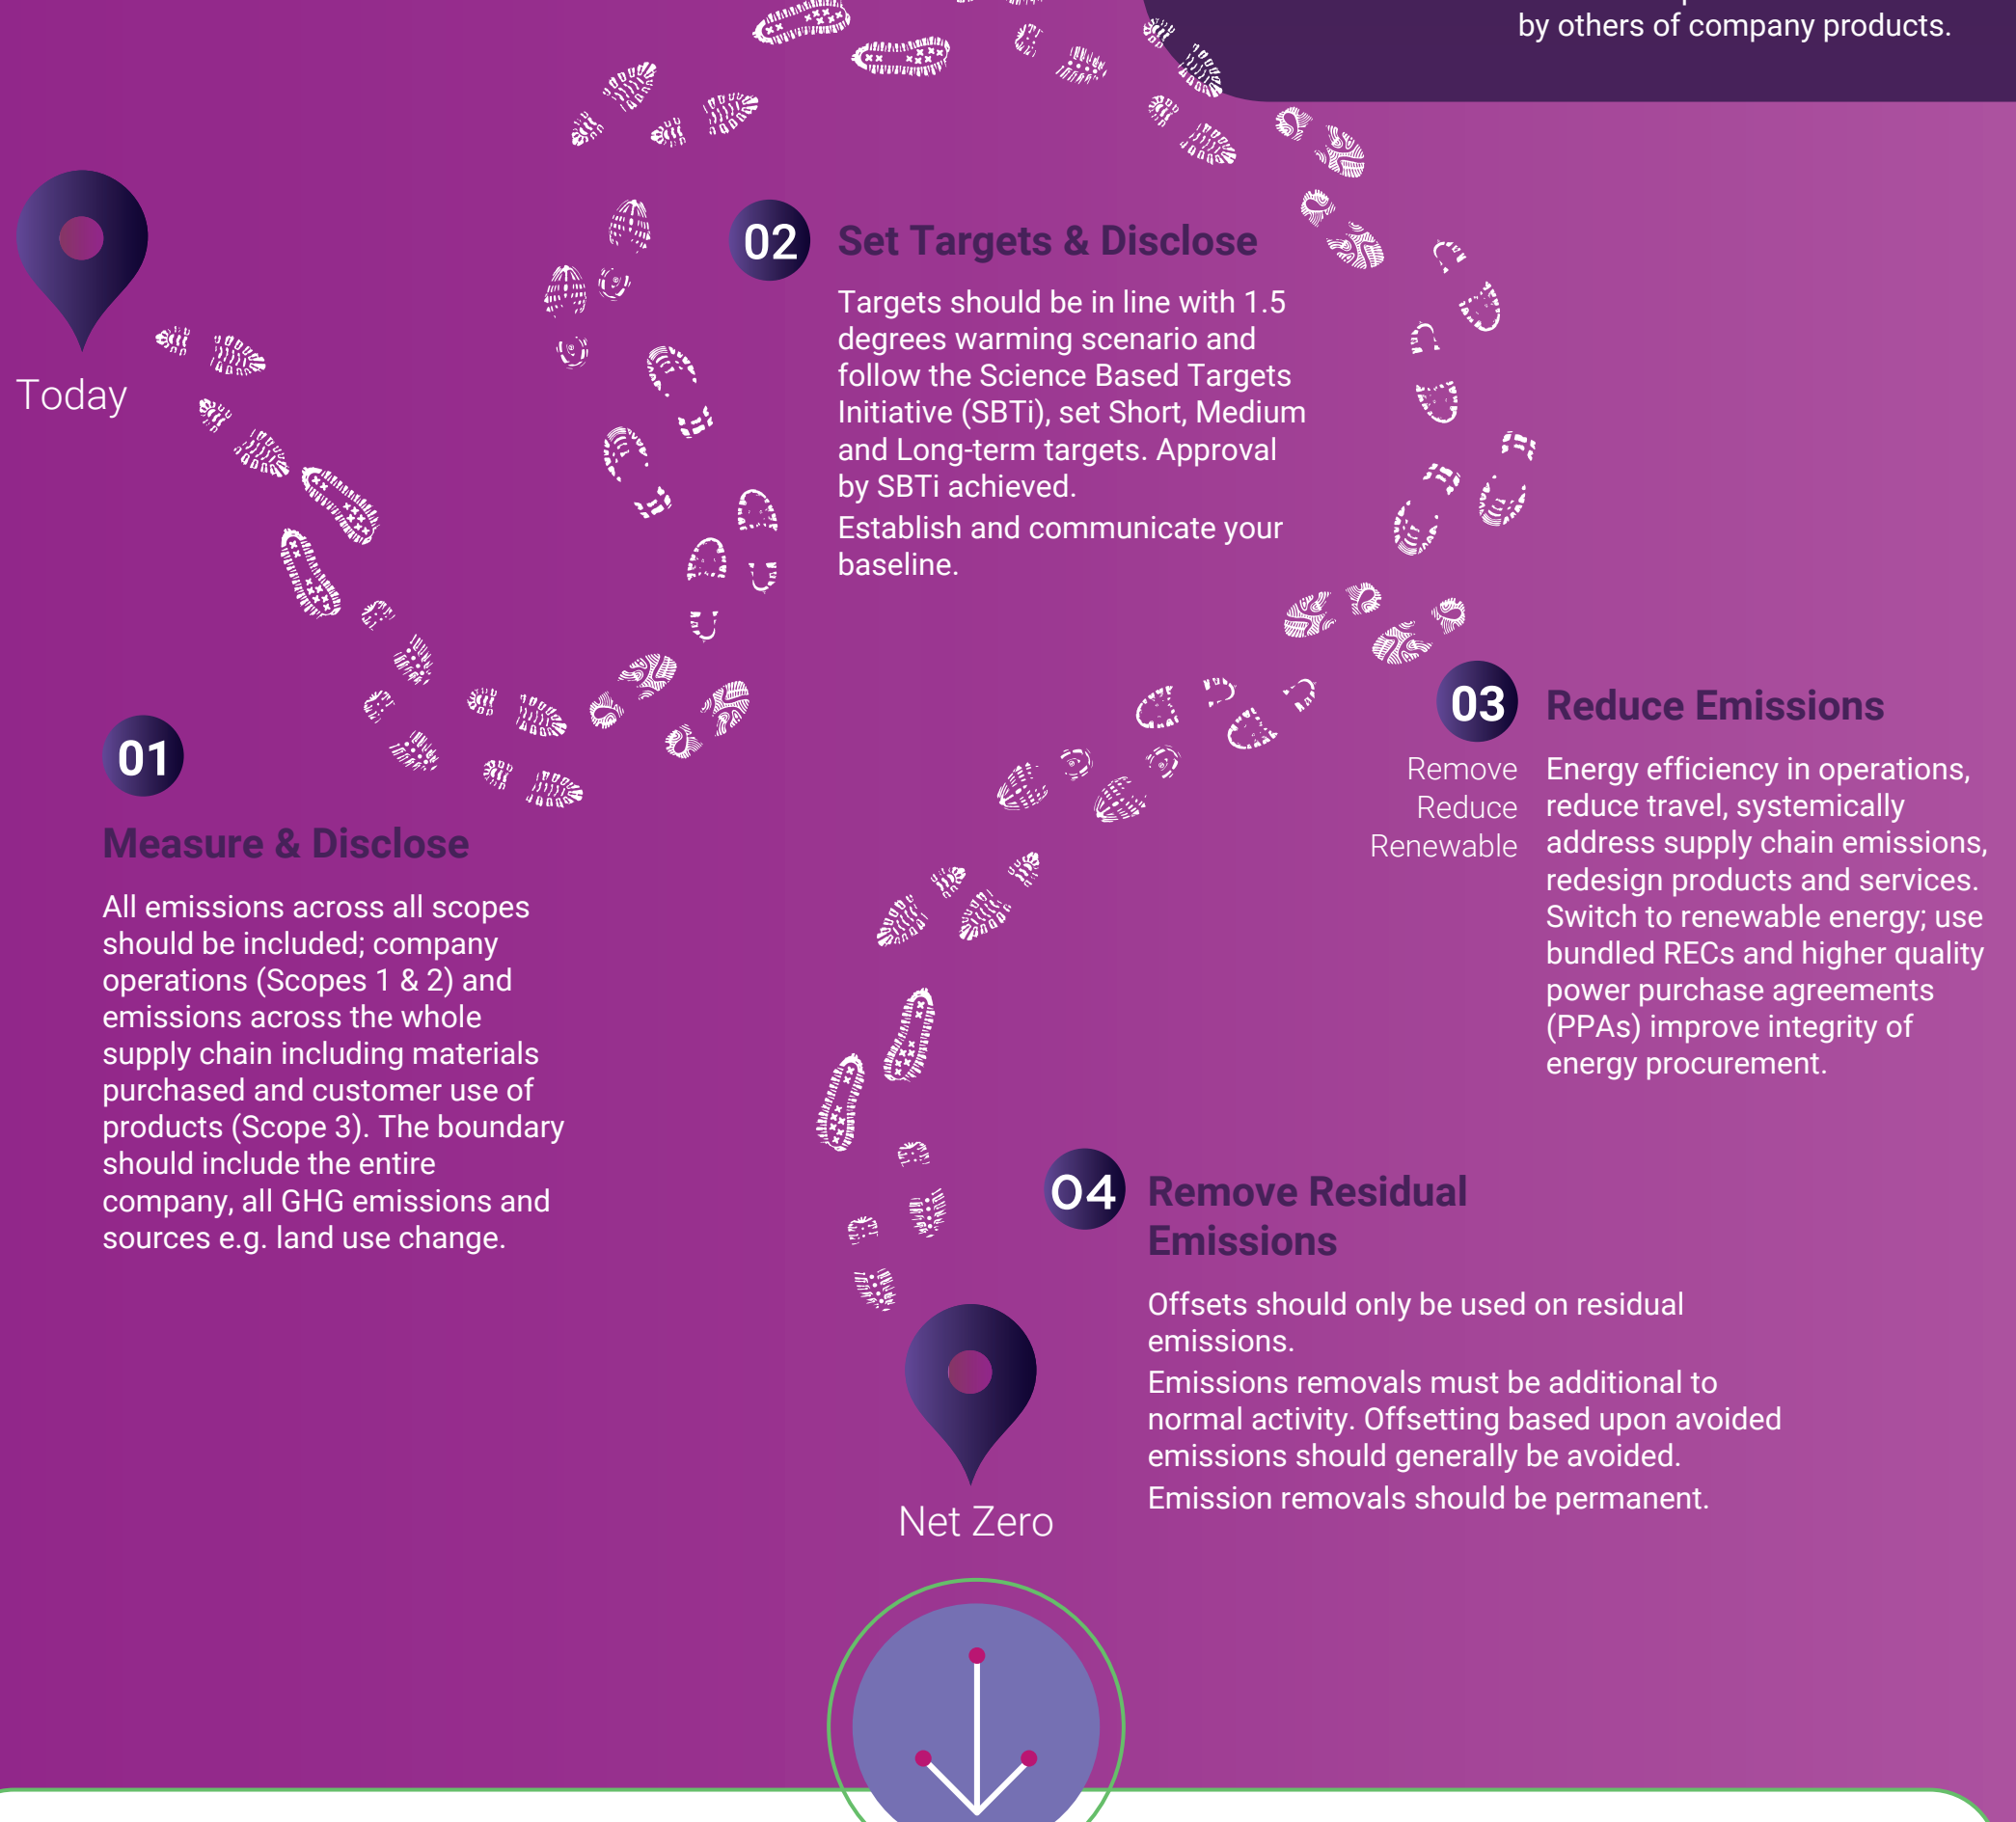 by others of company products.
Today
02
Set Targets & Disclose
Targets should be in line with 1.5
degrees warming scenario and
follow the Science Based Targets
Initiative (SBTi), set Short, Medium
and Long-term targets. Approval
by SBTi achieved.
Establish and communicate your
baseline.
01
Measure & Disclose
All emissions across all scopes
should be included; company
operations (Scopes 1 & 2) and
emissions across the whole
supply chain including materials
purchased and customer use of
products (Scope 3). The boundary
should include the entire
company, all GHG emissions and
sources e.g. land use change.
03
Reduce Emissions
Remove
Reduce
Renewable
Energy efficiency in operations,
reduce travel, systemically
address supply chain emissions,
redesign products and services.
Switch to renewable energy; use
bundled RECs and higher quality
power purchase agreements
(PPAs) improve integrity of
energy procurement.
04
Remove Residual
Emissions
Offsets should only be used on residual
emissions.
Emissions removals must be additional to
normal activity. Offsetting based upon avoided
emissions should generally be avoided.
Emission removals should be permanent.
Net Zero